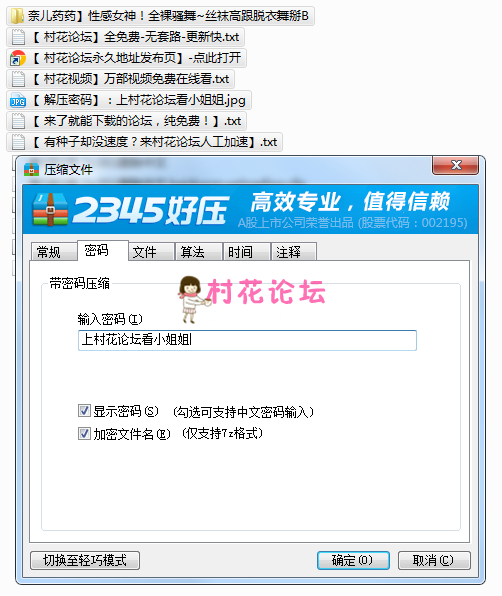 奈儿药药】性感女神！全裸骚舞~丝袜高跟脱衣舞掰B
【 村花论坛】全免费-无套路-更新快.txt
【 村花论坛永久地址发布页】-点此打开
【 村花视频】万部视频免费在线看.txt
JPG 【 解压密码】：上村花论坛看小姐姐.jpg
【 来了就能下载的论坛，纯免费！】.txt
【 有种子却没速度？来村花论坛人工加速】.txt
压缩文件
2345好压 高效专业，值得信赖
A股上市公司荣誉出品 (股票代码：002195)
常规 密码 文件 算法 时间 注释
带密码压缩
村花论坛
输入密码(I)
上村花论坛看小姐姐
显示密码(S) (勾选可支持中文密码输入)
加密文件名(E) (仅支持7z格式)
切换至轻巧模式 确定(O) 取消(C)